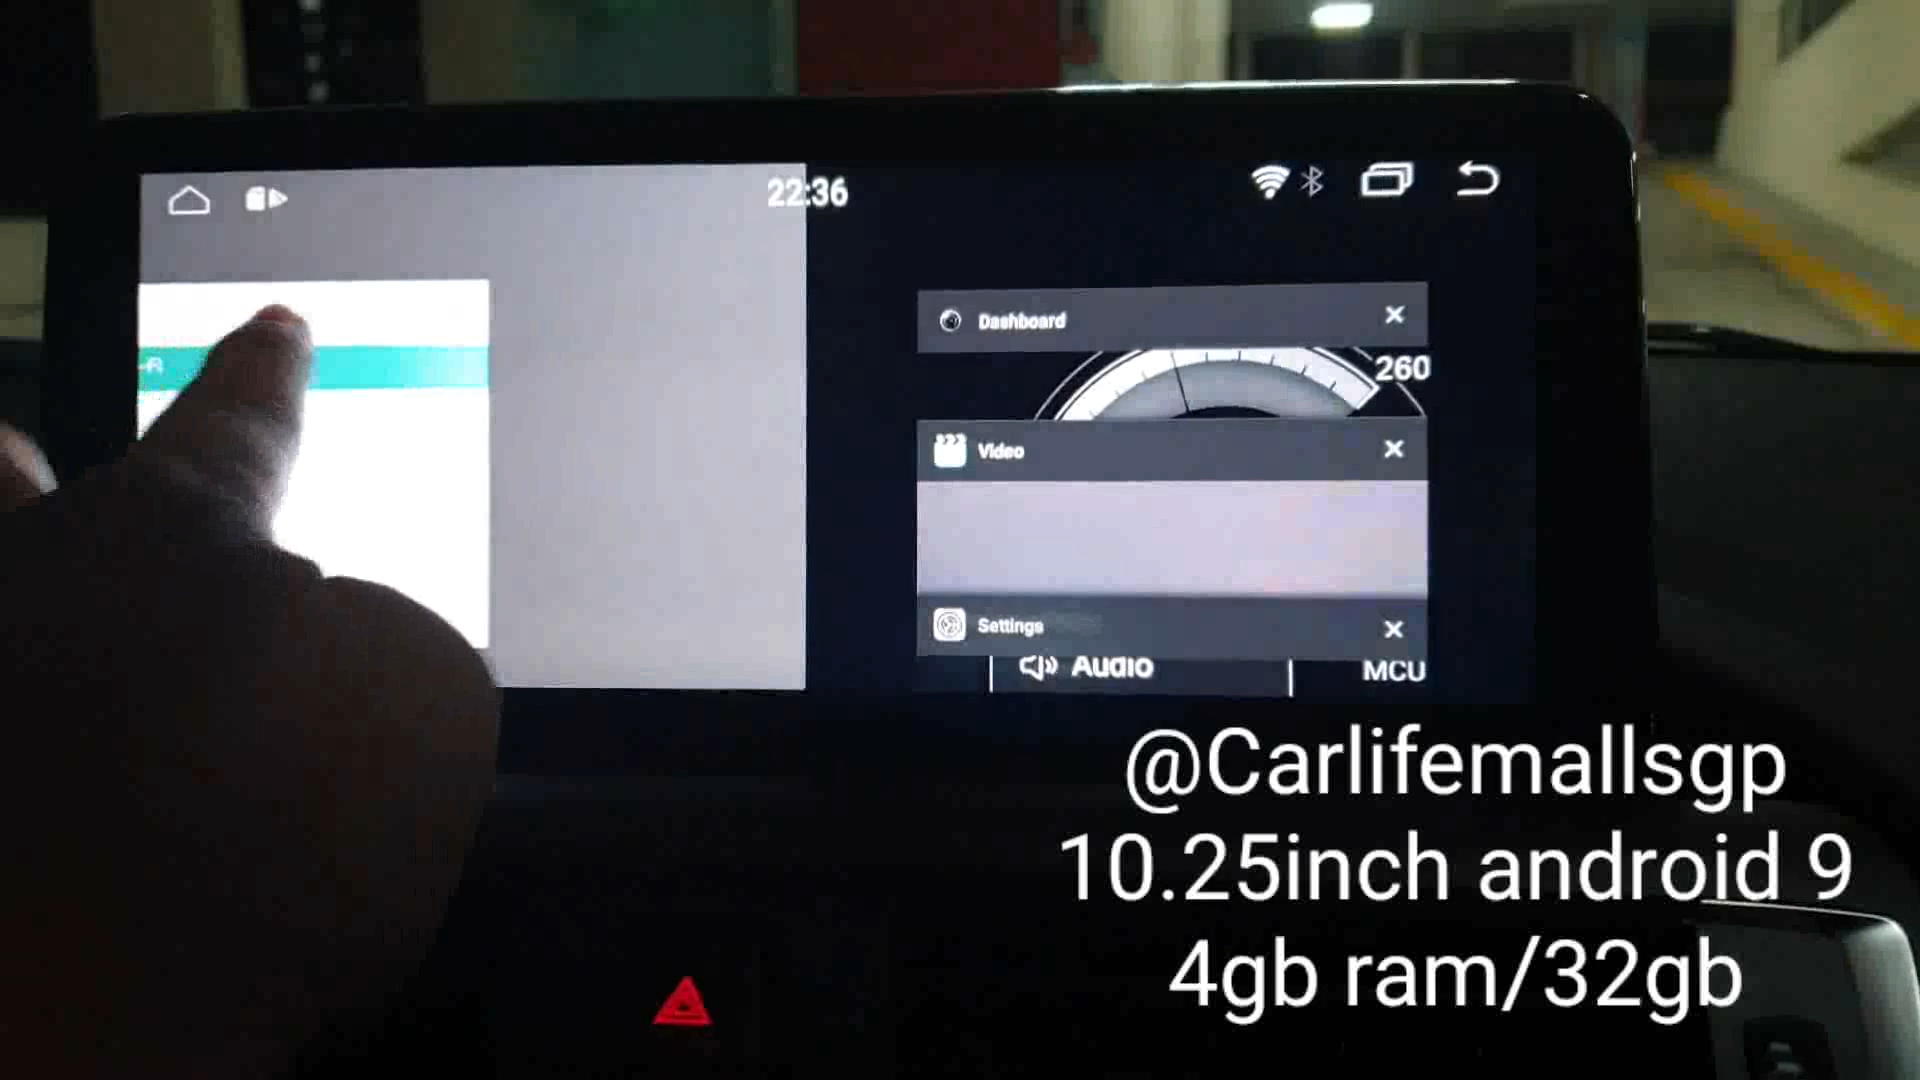 22:36
Dashboard
260
Video
Settings
Audio
MCU
@Carlifemallsgp
10.25inch android 9
4gb ram/32gb